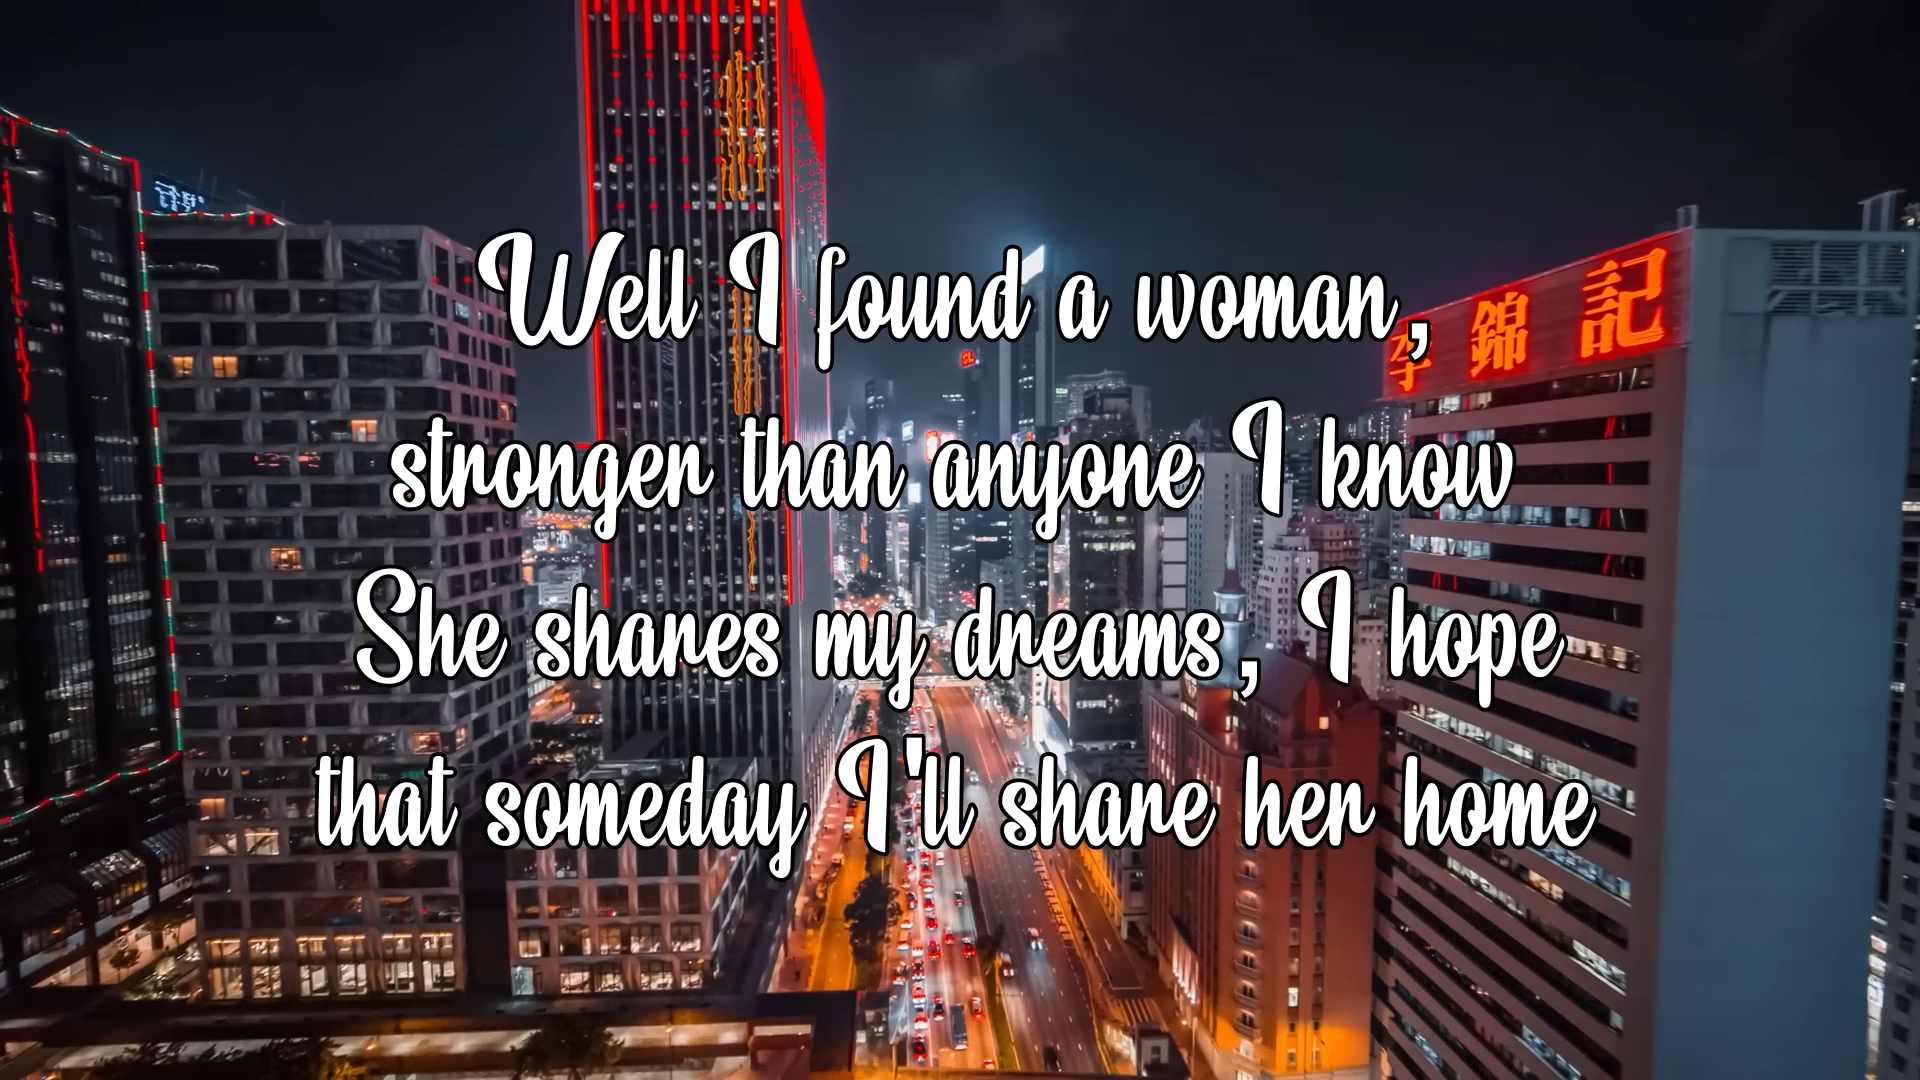 Well I found a woman,
stronger than anyone I know
She shares my dreams, I hope
that someday I'll share her home
李錦記
CL